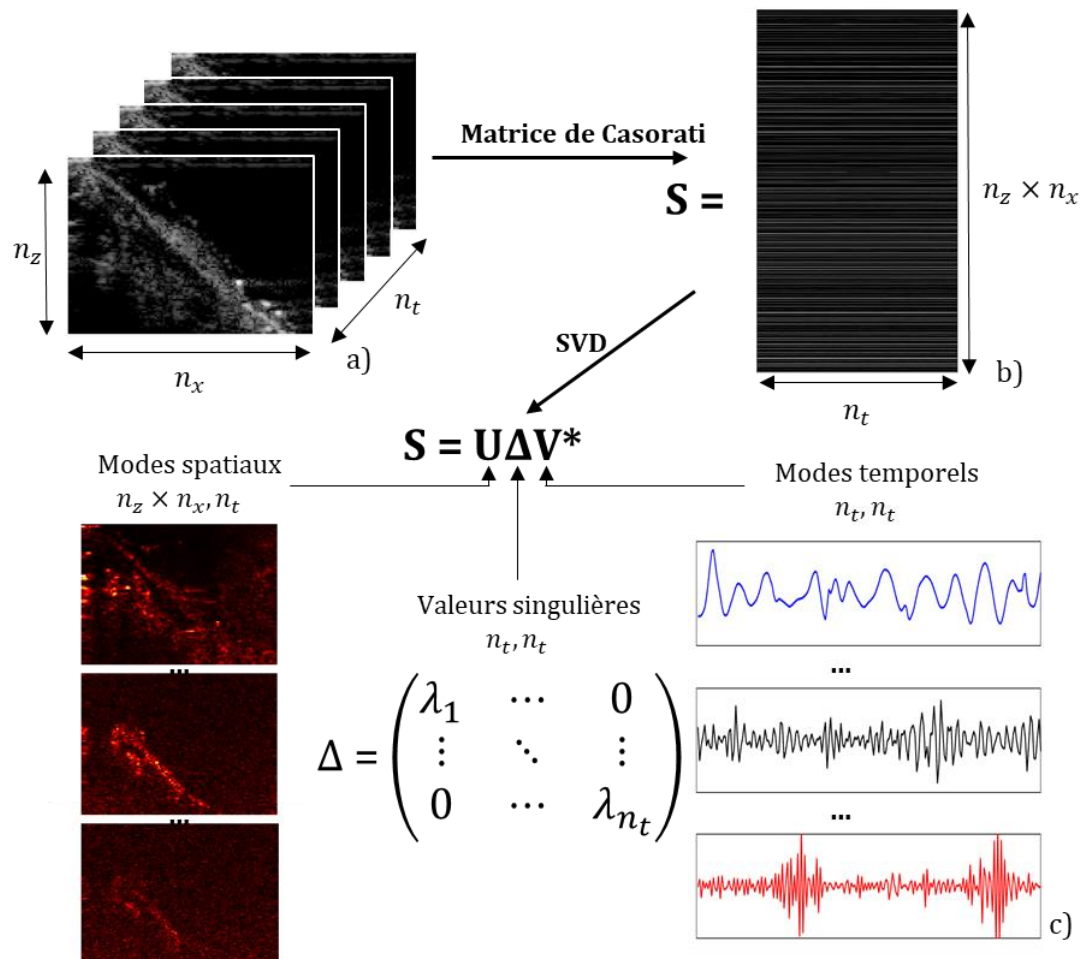 Matrice de Casorati
S =
n_z
n_t
n_x
a)
n_z × n_x
n_t
b)
SVD
S = UΔV*
Modes spatiaux
n_z × n_x, n_t
Modes temporels
n_t, n_t
Valeurs singulières
n_t, n_t
...
...
Δ =
λ_1 ⋯ 0
⋮ ⋱ ⋮
0 ⋯ λ_{n_t}
...
...
c)